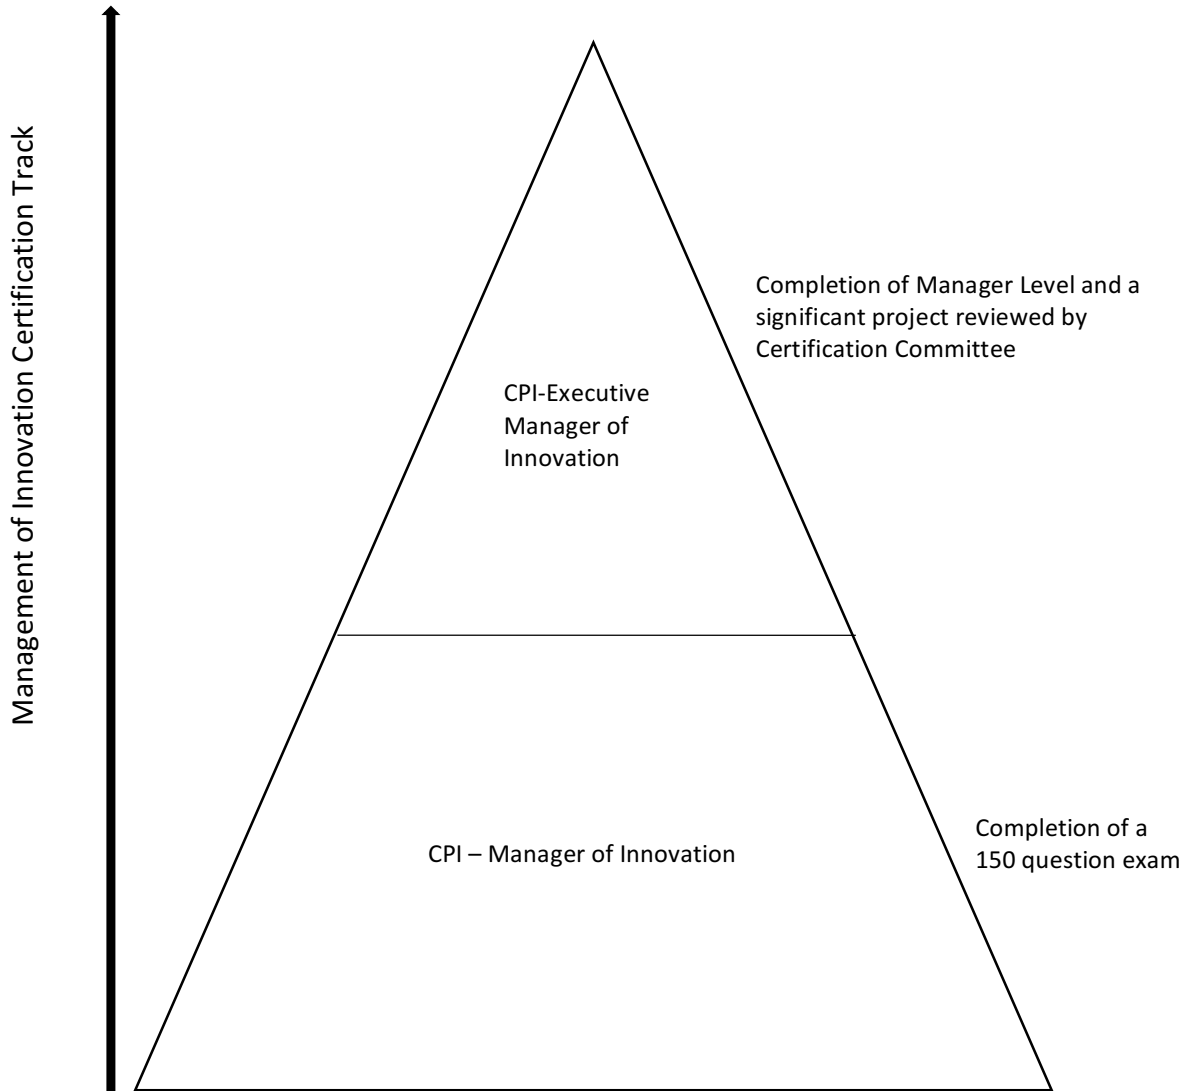 Management of Innovation Certification Track
Completion of Manager Level and a
significant project reviewed by
Certification Committee
CPI-Executive
Manager of
Innovation
Completion of a
150 question exam
CPI – Manager of Innovation